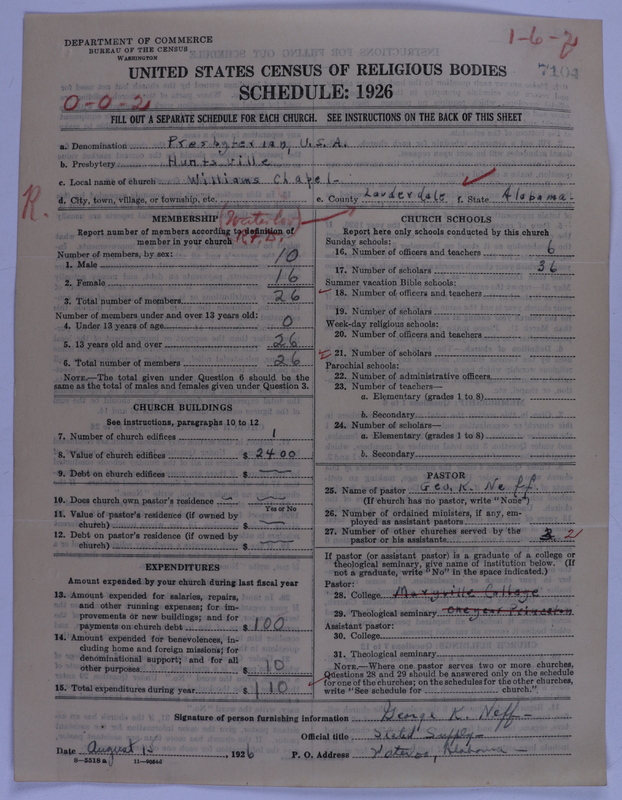 DEPARTMENT OF COMMERCE
BUREAU OF THE CENSUS
WASHINGTON
1-6-2
7103
UNITED STATES CENSUS OF RELIGIOUS BODIES
SCHEDULE: 1926
0-0-2
FILL OUT A SEPARATE SCHEDULE FOR EACH CHURCH. SEE INSTRUCTIONS ON THE BACK OF THIS SHEET
a. Denomination Presbyterian, U.S.A.
b. Presbytery Huntsville
c. Local name of church Williams Chapel
d. City, town, village, or township, etc. e. County Lauderdale f. State Alabama
R.
MEMBERSHIP (Waterloo)
Report number of members according to definition of member in your church R.F.D.
Number of members, by sex:
1. Male 10
2. Female 16
3. Total number of members 26
Number of members under and over 13 years old:
4. Under 13 years of age 0
5. 13 years old and over 26
6. Total number of members 26
NOTE.—The total given under Question 6 should be the
same as the total of males and females given under Question 3.
CHURCH BUILDINGS
See instructions, paragraphs 10 to 12
7. Number of church edifices 1
8. Value of church edifices $ 2400
9. Debt on church edifices $
10. Does church own pastor's residence
Yes or No
11. Value of pastor's residence (if owned by
church) $
12. Debt on pastor's residence (if owned by
church) $
EXPENDITURES
Amount expended by your church during last fiscal year
13. Amount expended for salaries, repairs,
and other running expenses; for im-
provements or new buildings; and for
payments on church debt $ 100
14. Amount expended for benevolences, in-
cluding home and foreign missions; for
denominational support; and for all
other purposes $ 10
15. Total expenditures during year $ 110
CHURCH SCHOOLS
Report here only schools conducted by this church
Sunday schools:
16. Number of officers and teachers 6
17. Number of scholars 36
Summer vacation Bible schools:
18. Number of officers and teachers
19. Number of scholars
Week-day religious schools:
20. Number of officers and teachers
21. Number of scholars
Parochial schools:
22. Number of administrative officers
23. Number of teachers—
a. Elementary (grades 1 to 8)
b. Secondary
24. Number of scholars—
a. Elementary (grades 1 to 8)
b. Secondary
PASTOR
25. Name of pastor Geo. K. Neff
(If church has no pastor, write "None")
26. Number of ordained ministers, if any, em-
ployed as assistant pastors
27. Number of other churches served by the
pastor or his assistants 3 2
If pastor (or assistant pastor) is a graduate of a college or
theological seminary, give name of institution below. (If
not a graduate, write "No" in the space indicated.)
Pastor:
28. College Maryville College
29. Theological seminary one year Princeton
Assistant pastor:
30. College
31. Theological seminary
NOTE.—Where one pastor serves two or more churches,
Questions 28 and 29 should be answered only on the schedule
for one of the churches; on the schedules for the other churches,
write "See schedule for church."
Signature of person furnishing information George K. Neff
Official title Stated Supply
Date August 1926 P. O. Address Waterloo, Alabama
8-5518a 11-9064d